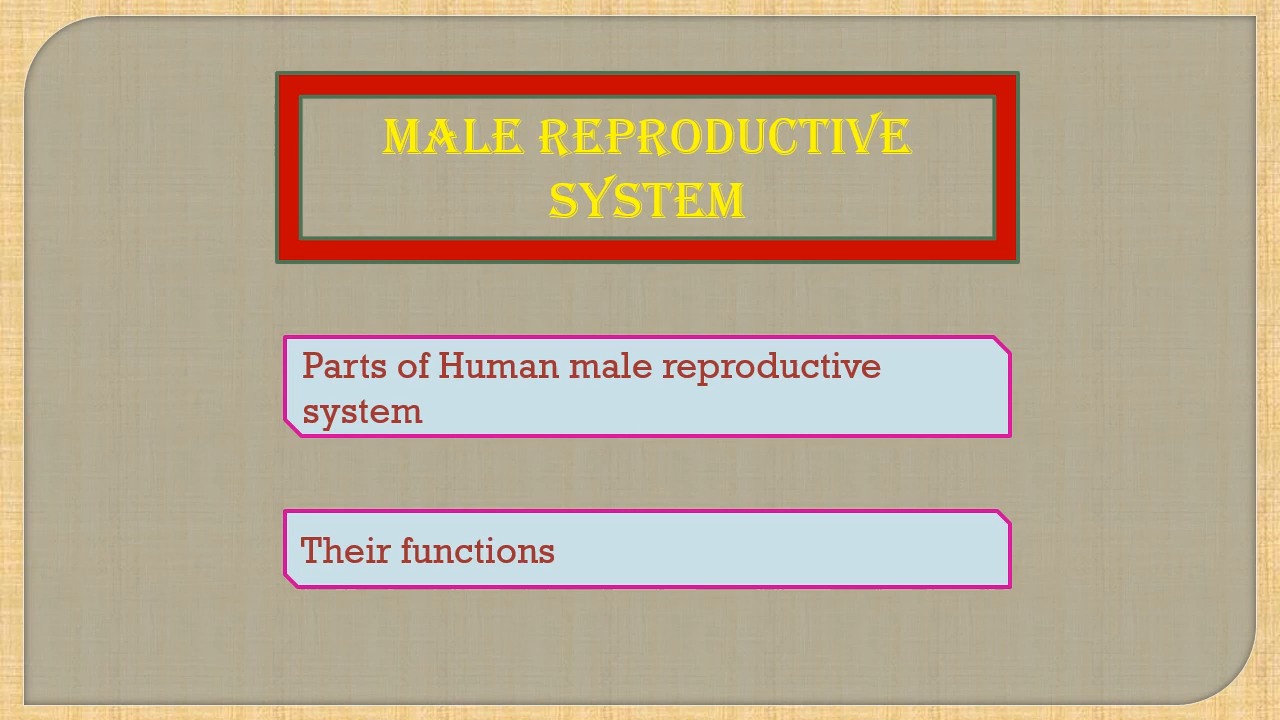 MALE REPRODUCTIVE
SYSTEM
Parts of Human male reproductive
system
Their functions